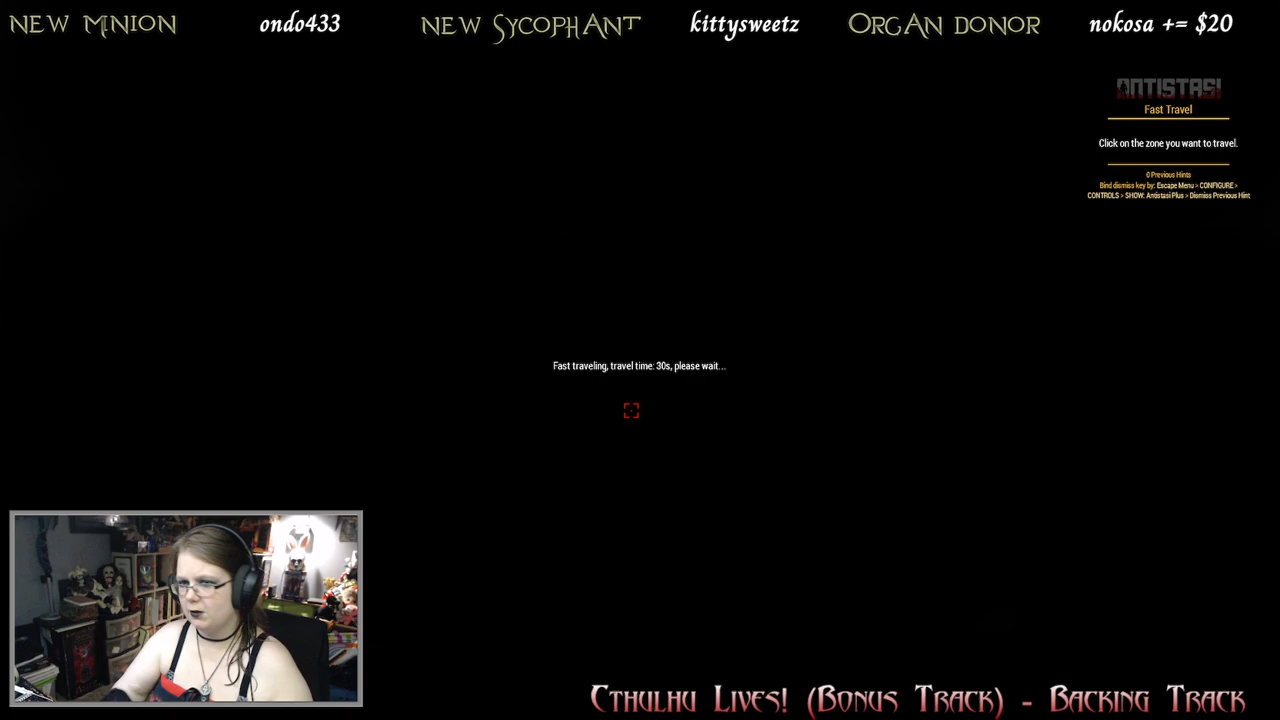 NEW MINION ondo433 NEW SYCOPHANT kittysweetz ORGAN DONOR nokosa += $20
ANTISTASI
Fast Travel
Click on the zone you want to travel.
0 Previous Hints
Bind dismiss key by: Escape Menu > CONFIGURE >
CONTROLS > SHOW: Antistasi Plus > Dismiss Previous Hint
Fast traveling, travel time: 30s, please wait...
CTHULHU LIVES! (BONUS TRACK) - BACKING TRACK